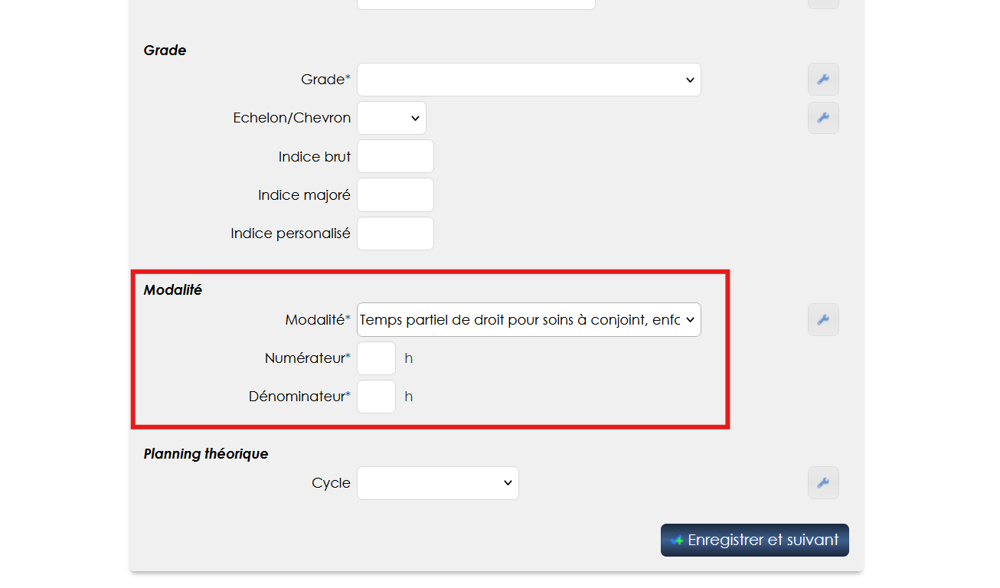 Grade
Grade*
Echelon/Chevron
Indice brut
Indice majoré
Indice personalisé
Modalité
Modalité* Temps partiel de droit pour soins à conjoint, enfc
Numérateur* h
Dénominateur* h
Planning théorique
Cycle
Enregistrer et suivant